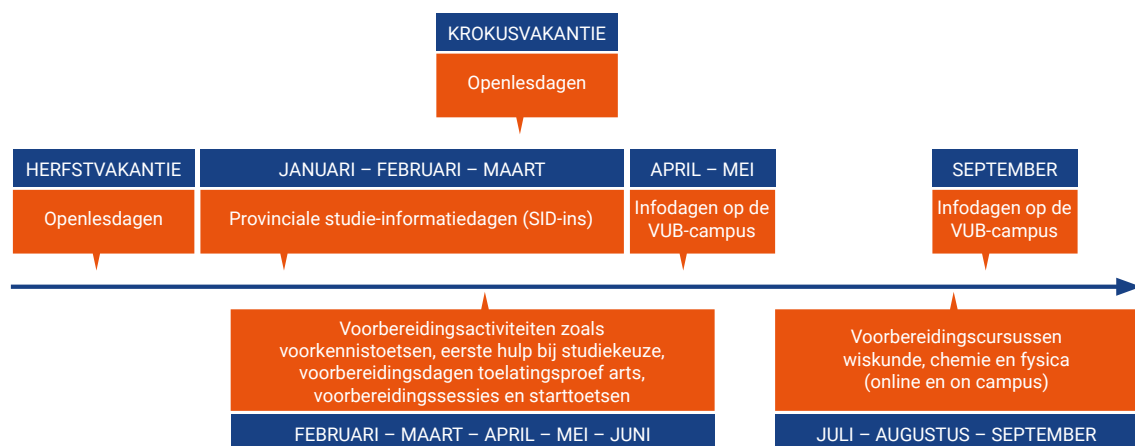 KROKUSVAKANTIE
Openlesdagen
HERFSTVAKANTIE
Openlesdagen
JANUARI – FEBRUARI – MAART
Provinciale studie-informatiedagen (SID-ins)
APRIL – MEI
Infodagen op de
VUB-campus
SEPTEMBER
Infodagen op de
VUB-campus
Voorbereidingsactiviteiten zoals
voorkennistoetsen, eerste hulp bij studiekeuze,
voorbereidingsdagen toelatingsproef arts,
voorbereidingssessies en starttoetsen
FEBRUARI – MAART – APRIL – MEI – JUNI
Voorbereidingscursussen
wiskunde, chemie en fysica
(online en on campus)
JULI – AUGUSTUS – SEPTEMBER